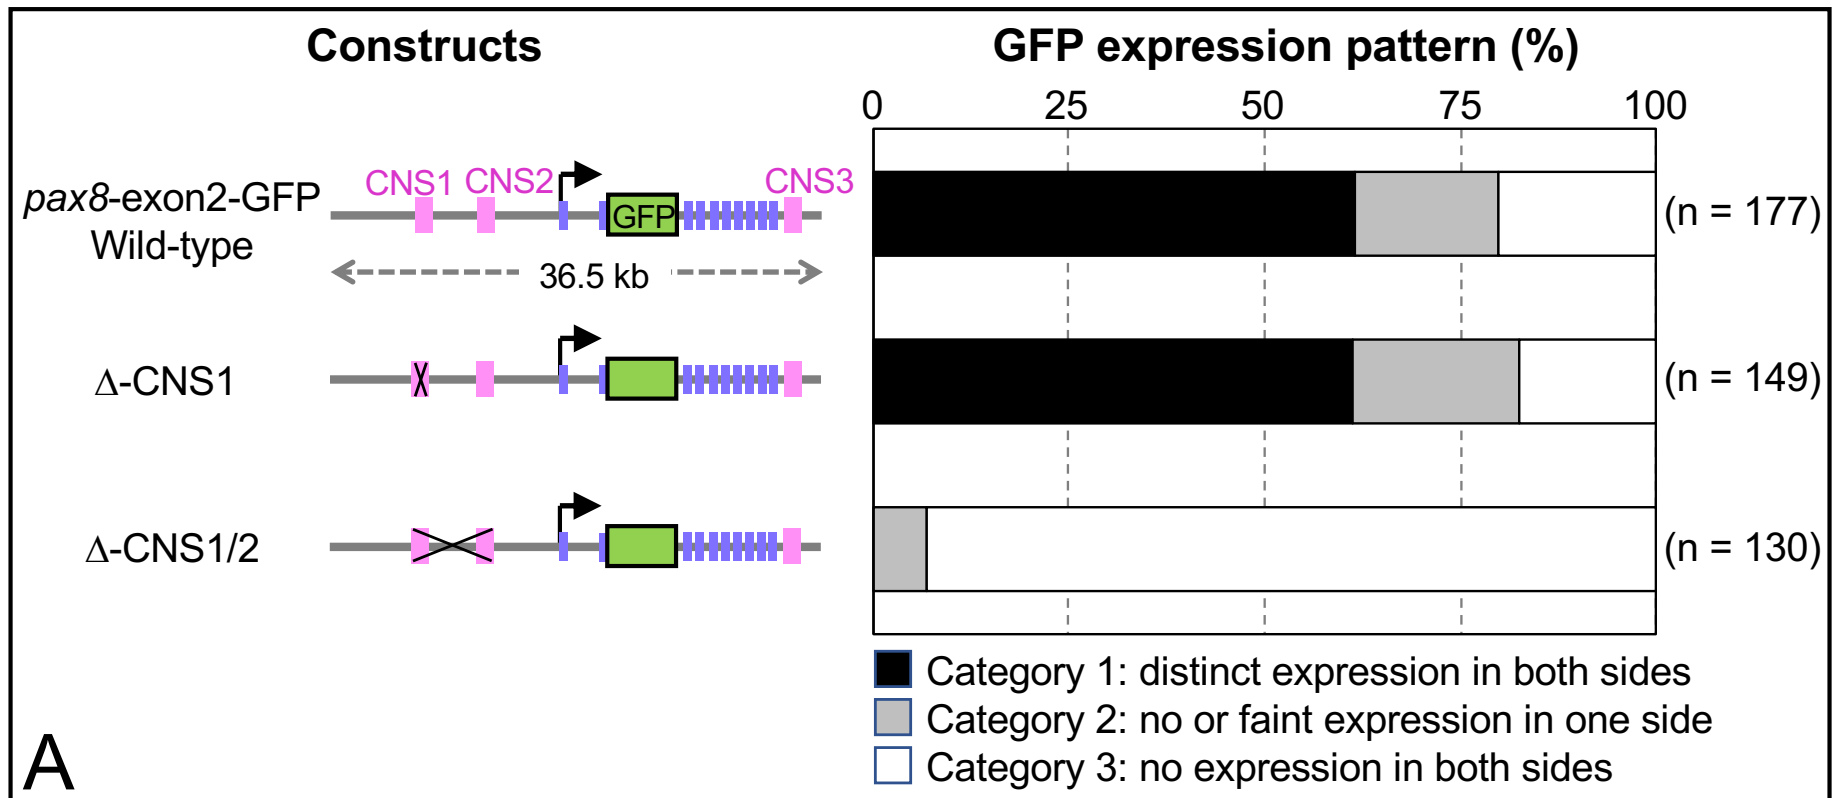 Constructs
GFP expression pattern (%)
0 25 50 75 100
CNS1 CNS2 CNS3
pax8-exon2-GFP
Wild-type
GFP
(n = 177)
36.5 kb
Δ-CNS1
(n = 149)
Δ-CNS1/2
(n = 130)
Category 1: distinct expression in both sides
Category 2: no or faint expression in one side
Category 3: no expression in both sides
A